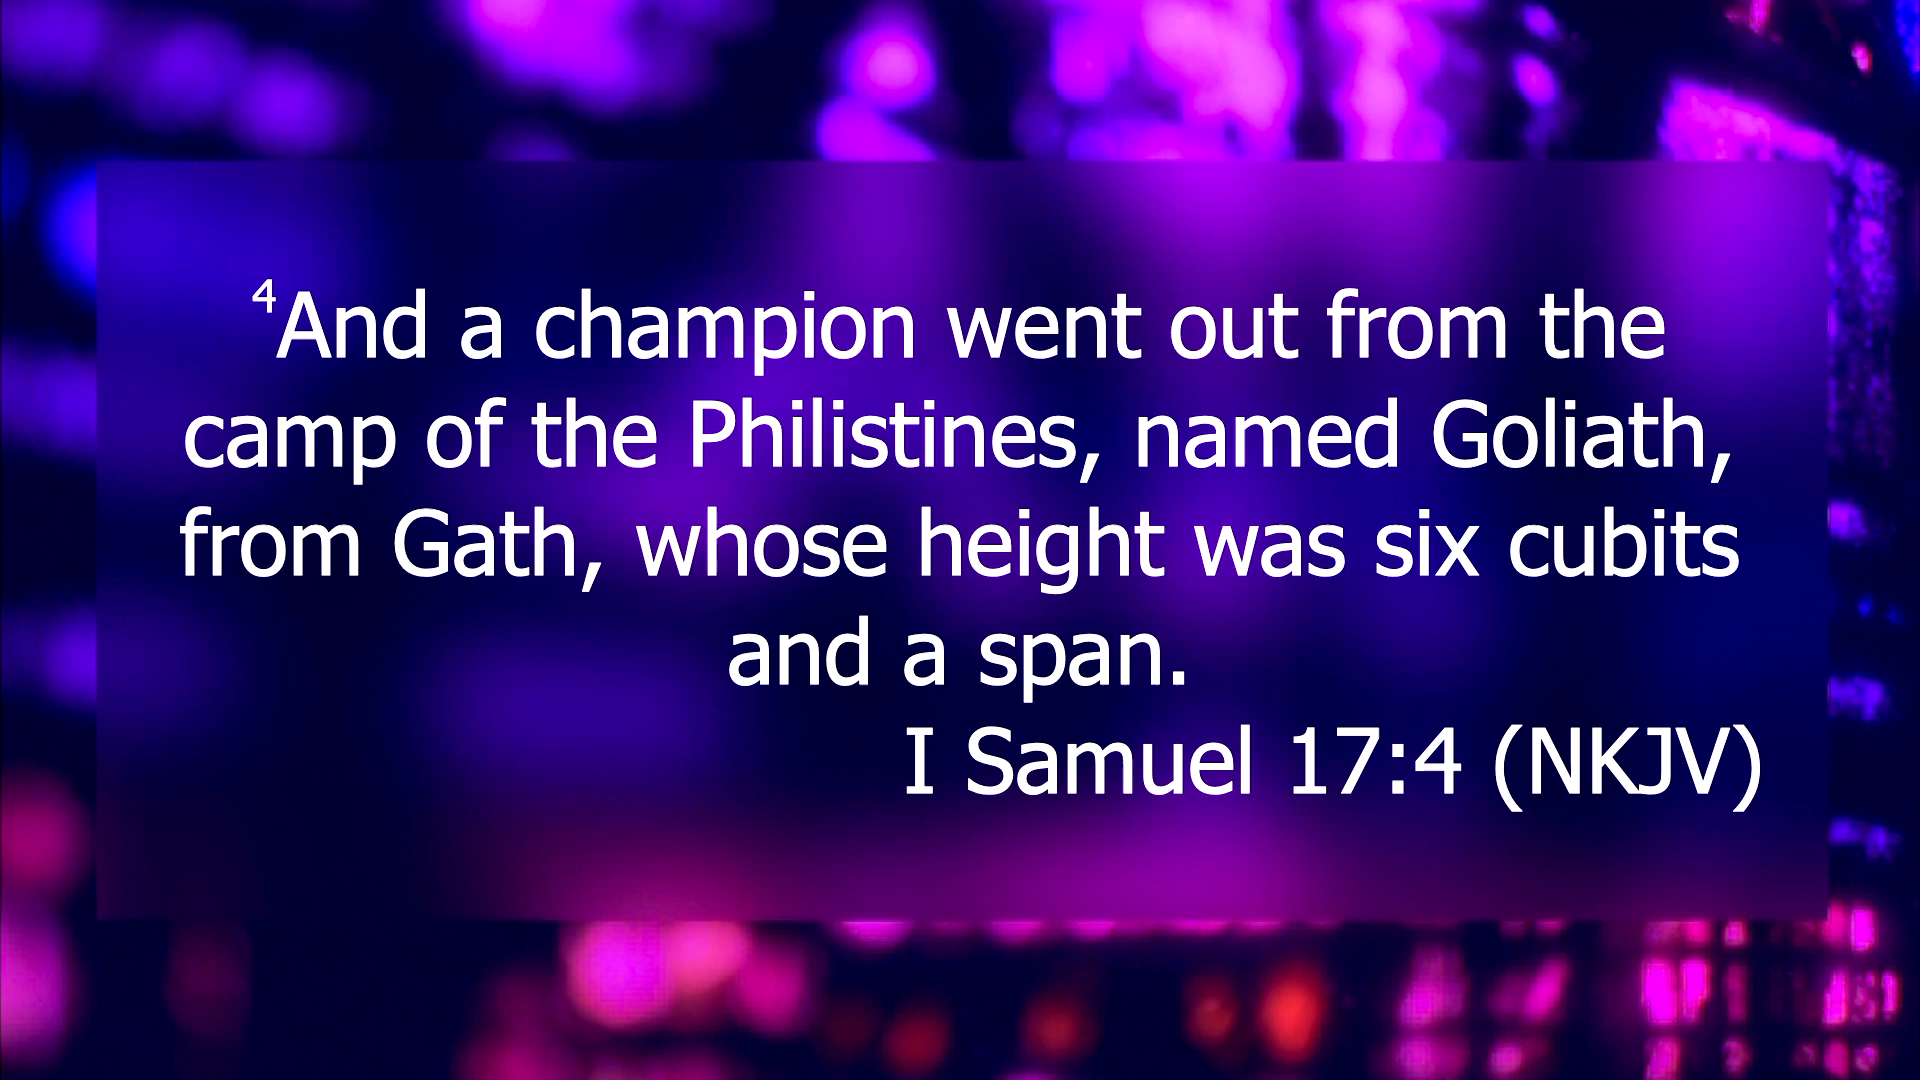 ⁴And a champion went out from the
camp of the Philistines, named Goliath,
from Gath, whose height was six cubits
and a span.
I Samuel 17:4 (NKJV)